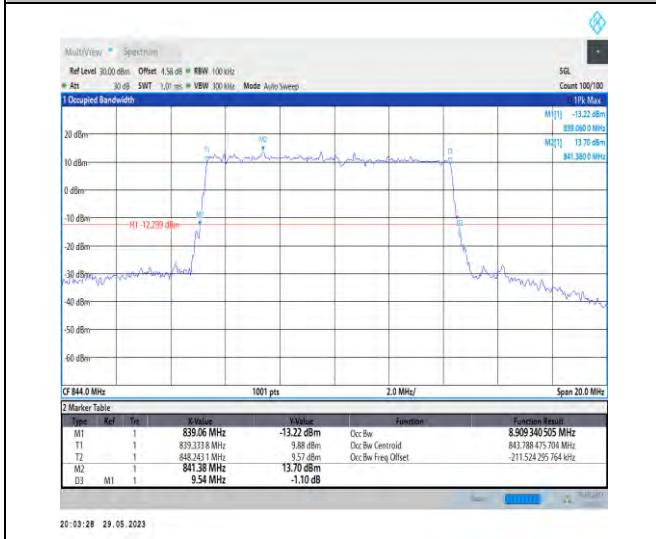 MultiView Spectrum
Ref Level 30.00 dBm Offset 4.58 dB RBW 100 kHz SGL
Att 30 dB SWT 1.01 ms VBW 300 kHz Mode Auto Sweep Count 100/100
1 Occupied Bandwidth 1Pk Max
M1[1] -13.22 dBm
839.060 0 MHz
M2[1] 13.70 dBm
841.380 0 MHz
20 dBm
M2
T1
10 dBm
0 dBm
-10 dBm
M1
H1 -12.299 dBm
-20 dBm
-30 dBm
-40 dBm
-50 dBm
-60 dBm
CF 844.0 MHz 1001 pts 2.0 MHz/ Span 20.0 MHz
2 Marker Table
Type Ref Trc X-Value Y-Value Function Function Result
M1 1 839.06 MHz -13.22 dBm Occ Bw 8.909 340 505 MHz
T1 1 839.333 8 MHz 9.88 dBm Occ Bw Centroid 843.788 475 704 MHz
T2 1 848.243 1 MHz 9.57 dBm Occ Bw Freq Offset -211.524 295 764 kHz
M2 1 841.38 MHz 13.70 dBm
D3 M1 1 9.54 MHz -1.10 dB
20:03:28 29.05.2023